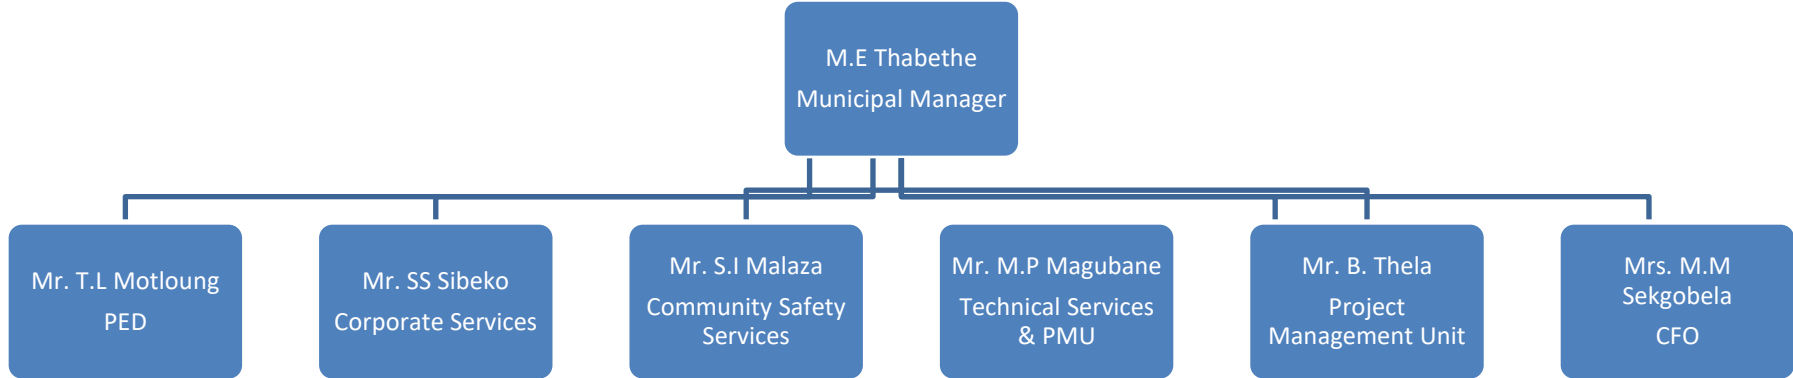 M.E Thabethe
Municipal Manager
Mr. T.L Motloung
PED
Mr. SS Sibeko
Corporate Services
Mr. S.I Malaza
Community Safety
Services
Mr. M.P Magubane
Technical Services
& PMU
Mr. B. Thela
Project
Management Unit
Mrs. M.M
Sekgobela
CFO